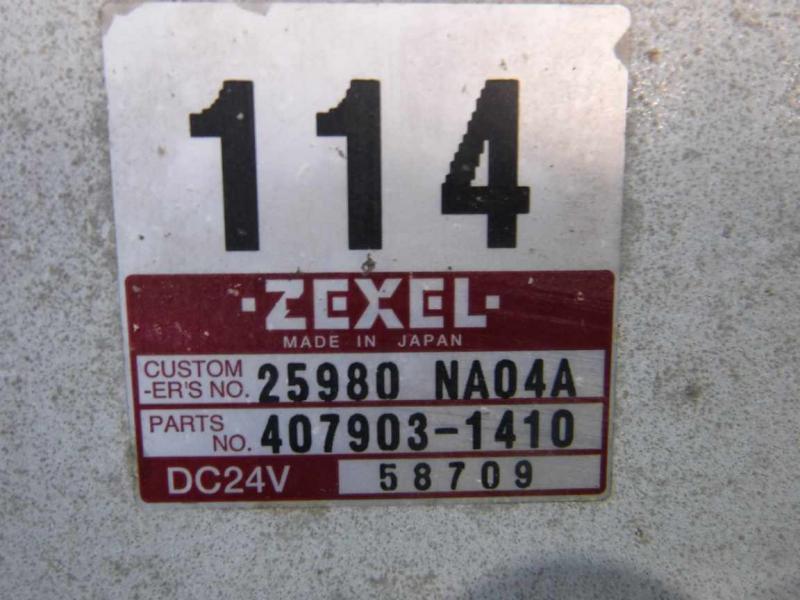 114
·ZEXEL·
MADE IN JAPAN
CUSTOM
-ER'S NO. 25980 NA04A
PARTS
NO. 407903-1410
DC24V 58709